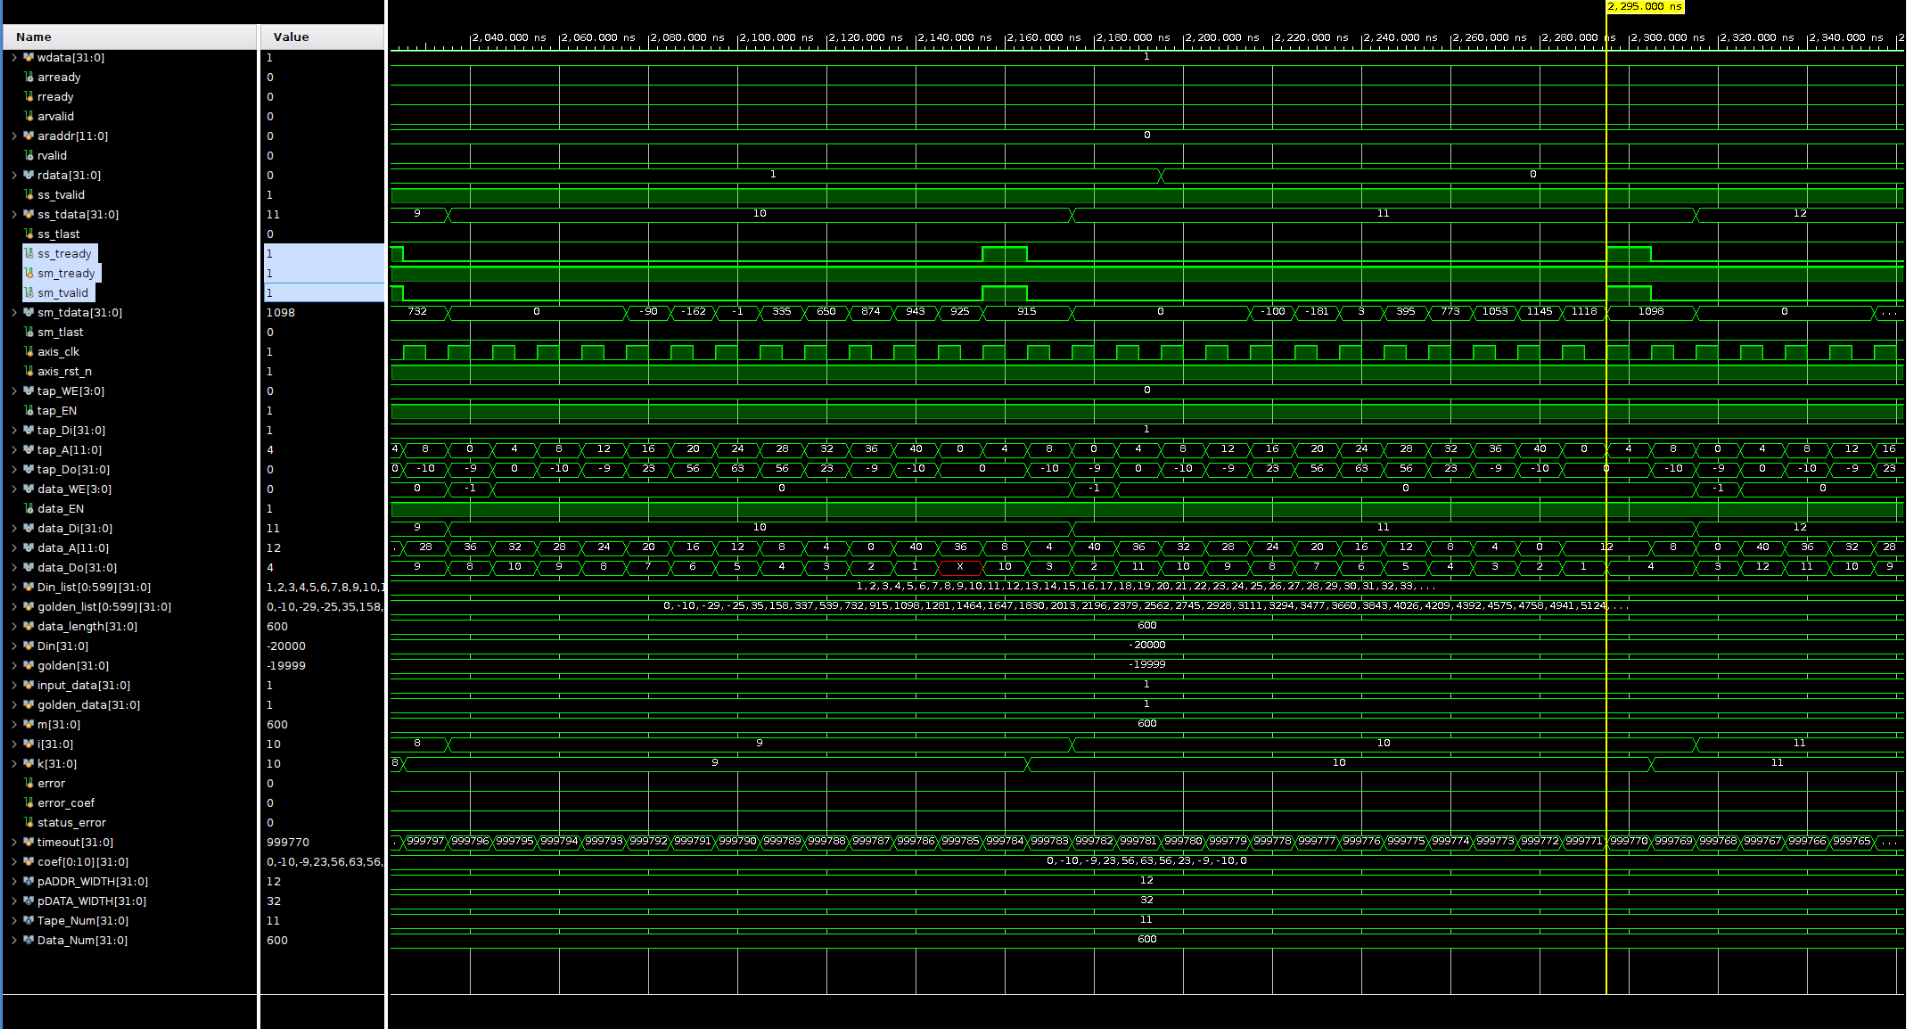 2,295.000 ns
Name Value
2,040.000 ns 2,060.000 ns 2,080.000 ns 2,100.000 ns 2,120.000 ns 2,140.000 ns 2,160.000 ns 2,180.000 ns 2,200.000 ns 2,220.000 ns 2,240.000 ns 2,260.000 ns 2,280.000 ns 2,300.000 ns 2,320.000 ns 2,340.000 ns 2
wdata[31:0] 1 1
arready 0
rready 0
arvalid 0
araddr[11:0] 0 0
rvalid 0
rdata[31:0] 0 1 0
ss_tvalid 1
ss_tdata[31:0] 11 9 10 11 12
ss_tlast 0
ss_tready 1
sm_tready 1
sm_tvalid 1
sm_tdata[31:0] 1098 732 0 -90 -162 -1 335 650 874 943 925 915 0 -100 -181 3 395 773 1053 1145 1118 1098 0 ...
sm_tlast 0
axis_clk 1
axis_rst_n 1
tap_WE[3:0] 0 0
tap_EN 1
tap_Di[31:0] 1 1
tap_A[11:0] 4 4 8 0 4 8 12 16 20 24 28 32 36 40 0 4 8 0 4 8 12 16 20 24 28 32 36 40 0 4 8 0 4 8 12 16
tap_Do[31:0] 0 0 -10 -9 0 -10 -9 23 56 63 56 23 -9 -10 0 -10 -9 0 -10 -9 23 56 63 56 23 -9 -10 0 -10 -9 0 -10 -9 23
data_WE[3:0] 0 0 -1 0 -1 0 -1 0
data_EN 1
data_Di[31:0] 11 9 10 11 12
data_A[11:0] 12 . 28 36 32 28 24 20 16 12 8 4 0 40 36 8 4 40 36 32 28 24 20 16 12 8 4 0 12 8 0 40 36 32 28
data_Do[31:0] 4 9 8 10 9 8 7 6 5 4 3 2 1 X 10 3 2 11 10 9 8 7 6 5 4 3 2 1 4 3 12 11 10 9
Din_list[0:599][31:0] 1,2,3,4,5,6,7,8,9,10,1 1,2,3,4,5,6,7,8,9,10,11,12,13,14,15,16,17,18,19,20,21,22,23,24,25,26,27,28,29,30,31,32,33,...
golden_list[0:599][31:0] 0,-10,-29,-25,35,158, 0,-10,-29,-25,35,158,337,539,732,915,1098,1281,1464,1647,1830,2013,2196,2379,2562,2745,2928,3111,3294,3477,3660,3843,4026,4209,4392,4575,4758,4941,5124,...
data_length[31:0] 600 600
Din[31:0] -20000 -20000
golden[31:0] -19999 -19999
input_data[31:0] 1 1
golden_data[31:0] 1 1
m[31:0] 600 600
i[31:0] 10 8 9 10 11
k[31:0] 10 8 9 10 11
error 0
error_coef 0
status_error 0
timeout[31:0] 999770 . 999797 999796 999795 999794 999793 999792 999791 999790 999789 999788 999787 999786 999785 999784 999783 999782 999781 999780 999779 999778 999777 999776 999775 999774 999773 999772 999771 999770 999769 999768 999767 999766 999765 ...
coef[0:10][31:0] 0,-10,-9,23,56,63,56, 0,-10,-9,23,56,63,56,23,-9,-10,0
pADDR_WIDTH[31:0] 12 12
pDATA_WIDTH[31:0] 32 32
Tape_Num[31:0] 11 11
Data_Num[31:0] 600 600